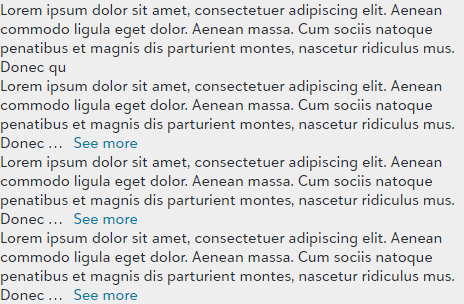 Lorem ipsum dolor sit amet, consectetuer adipiscing elit. Aenean
commodo ligula eget dolor. Aenean massa. Cum sociis natoque
penatibus et magnis dis parturient montes, nascetur ridiculus mus.
Donec qu
Lorem ipsum dolor sit amet, consectetuer adipiscing elit. Aenean
commodo ligula eget dolor. Aenean massa. Cum sociis natoque
penatibus et magnis dis parturient montes, nascetur ridiculus mus.
Donec … See more
Lorem ipsum dolor sit amet, consectetuer adipiscing elit. Aenean
commodo ligula eget dolor. Aenean massa. Cum sociis natoque
penatibus et magnis dis parturient montes, nascetur ridiculus mus.
Donec … See more
Lorem ipsum dolor sit amet, consectetuer adipiscing elit. Aenean
commodo ligula eget dolor. Aenean massa. Cum sociis natoque
penatibus et magnis dis parturient montes, nascetur ridiculus mus.
Donec … See more